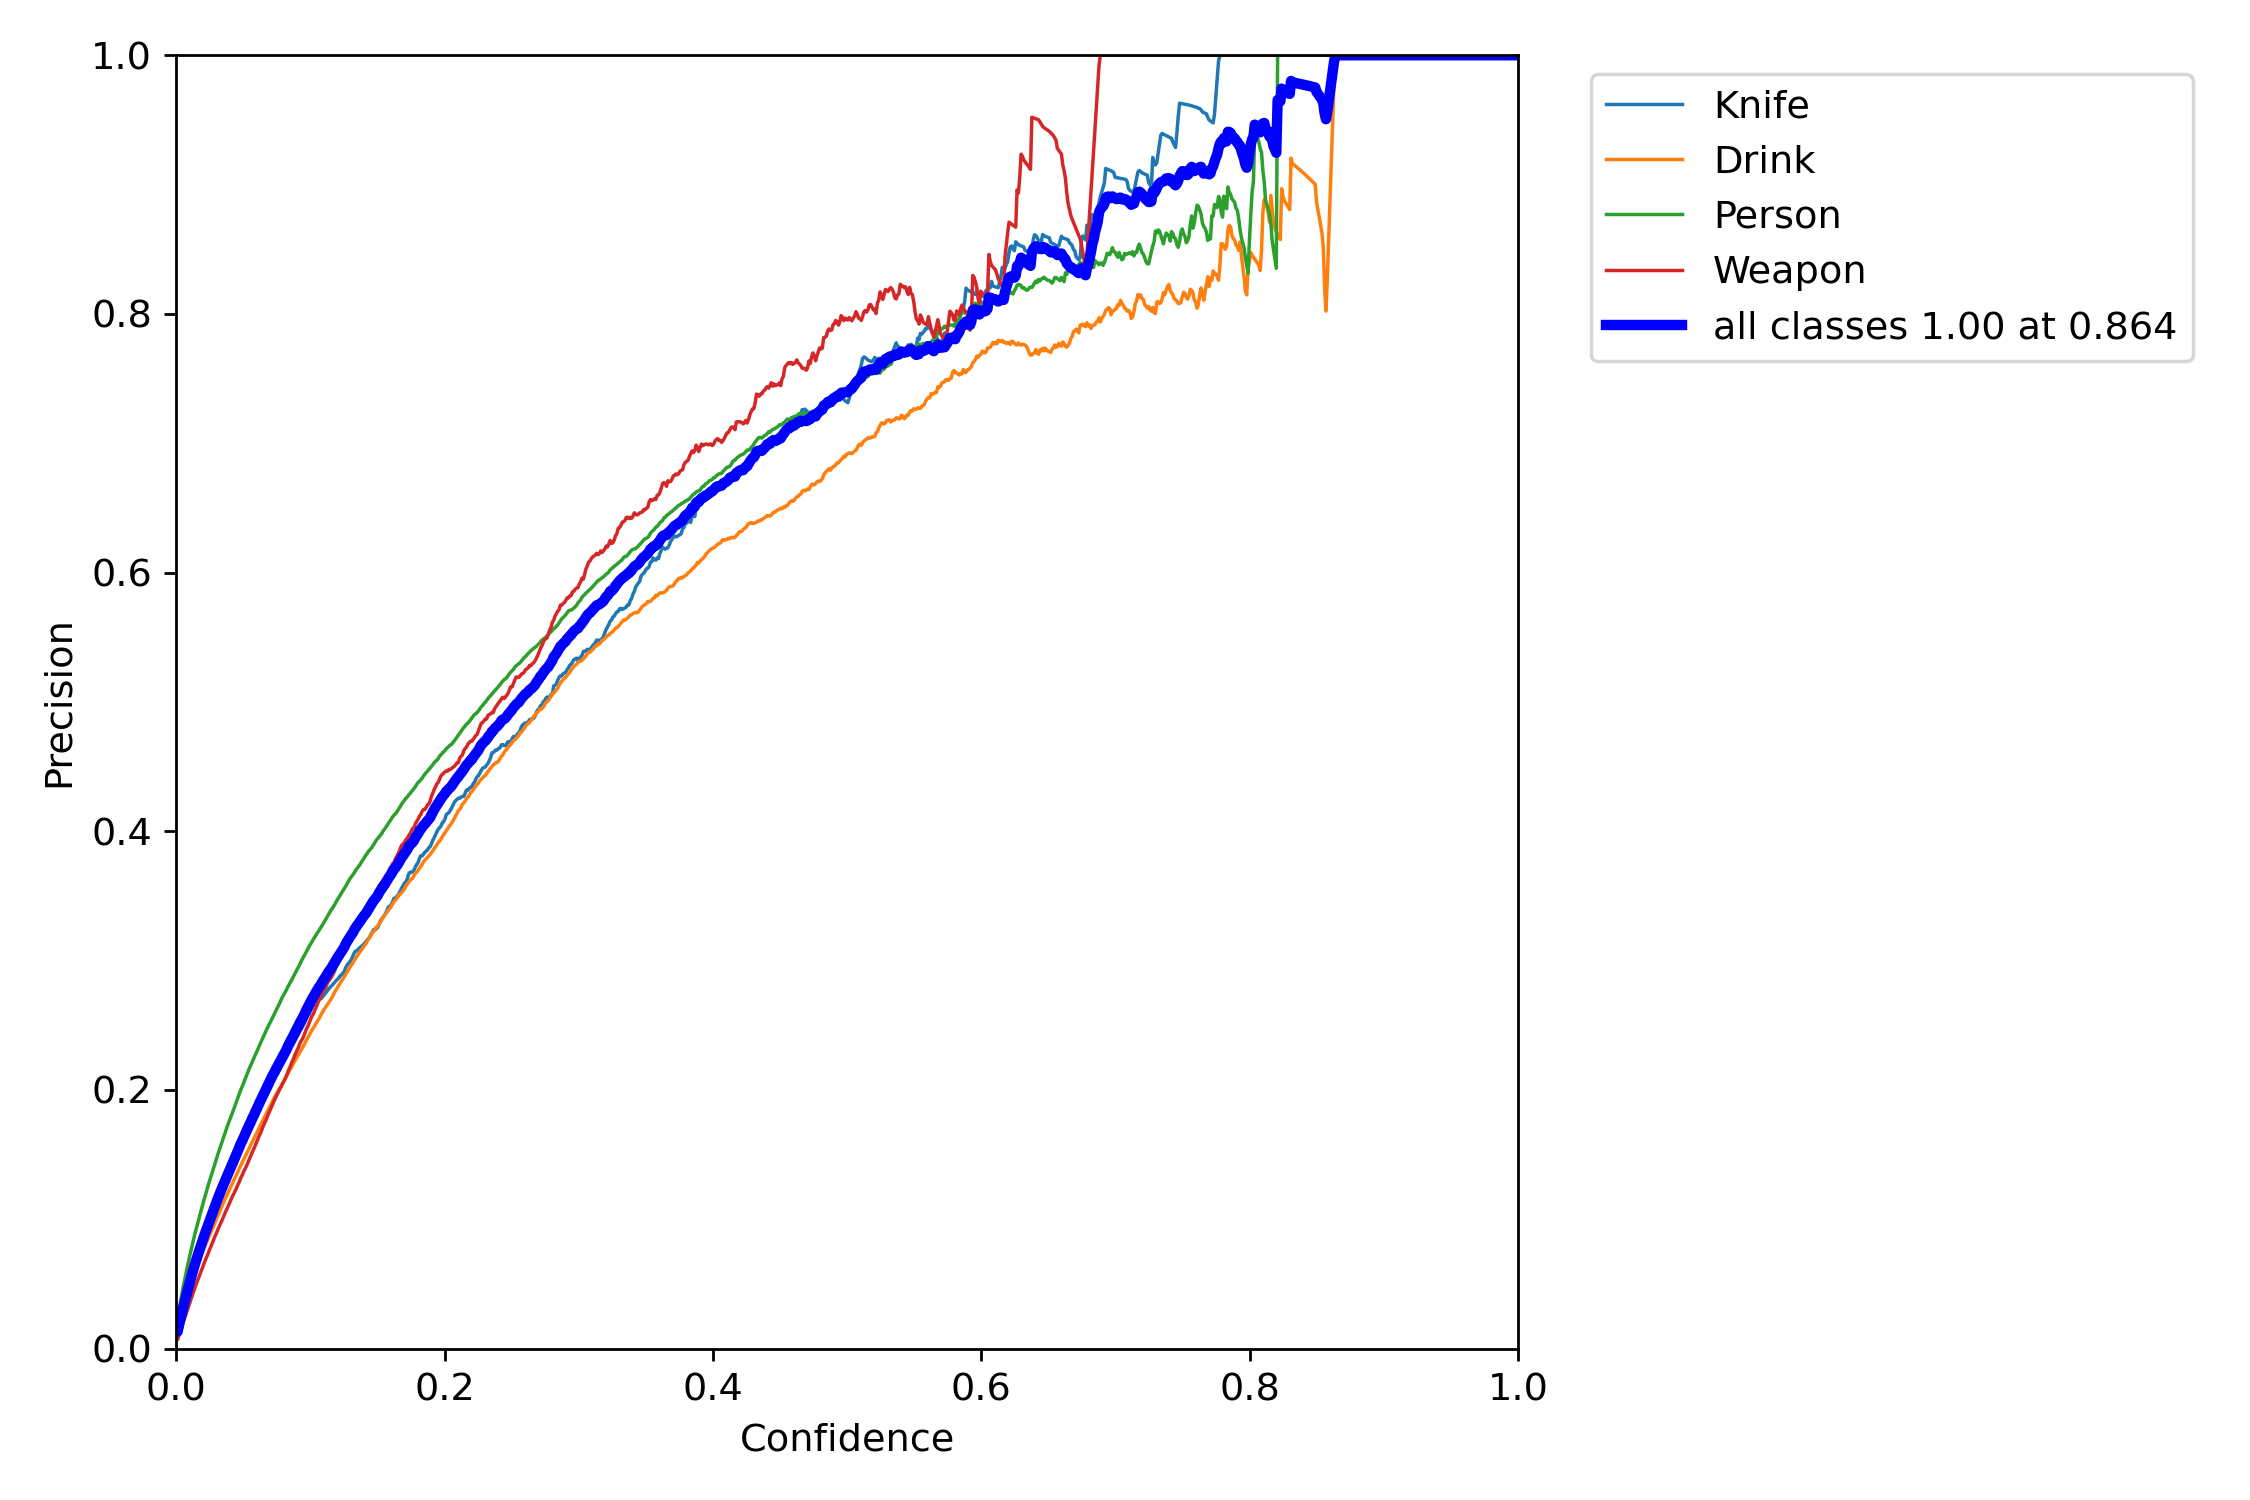 1.0
0.8
0.6
0.4
0.2
0.0
Precision
0.0 0.2 0.4 0.6 0.8 1.0
Confidence
Knife
Drink
Person
Weapon
all classes 1.00 at 0.864